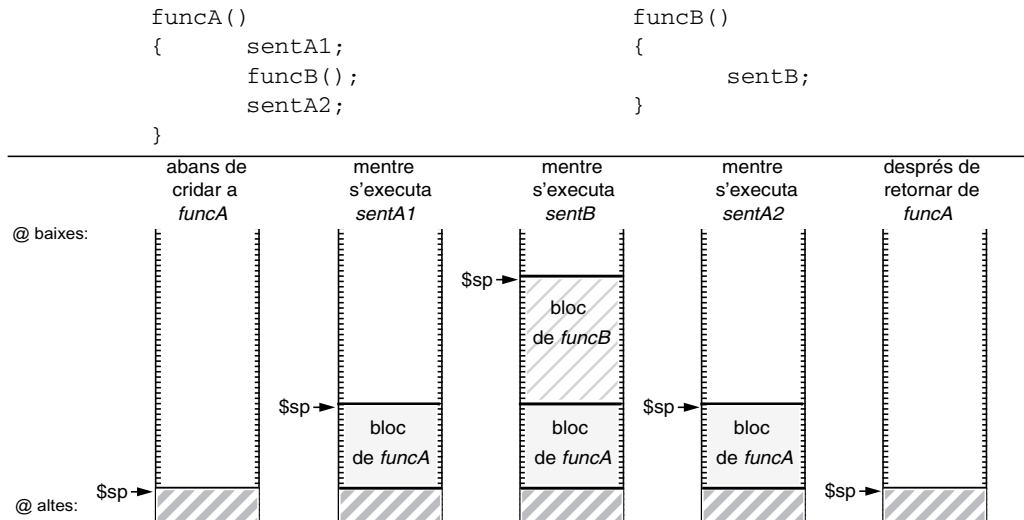 funcA()
{ sentA1;
funcB();
sentA2;
}
funcB()
{
sentB;
}
abans de
cridar a
funcA
mentre
s'executa
sentA1
mentre
s'executa
sentB
mentre
s'executa
sentA2
després de
retornar de
funcA
@ baixes:
$sp
bloc
de funcB
$sp
$sp
bloc
de funcA
bloc
de funcA
bloc
de funcA
$sp
$sp
@ altes: